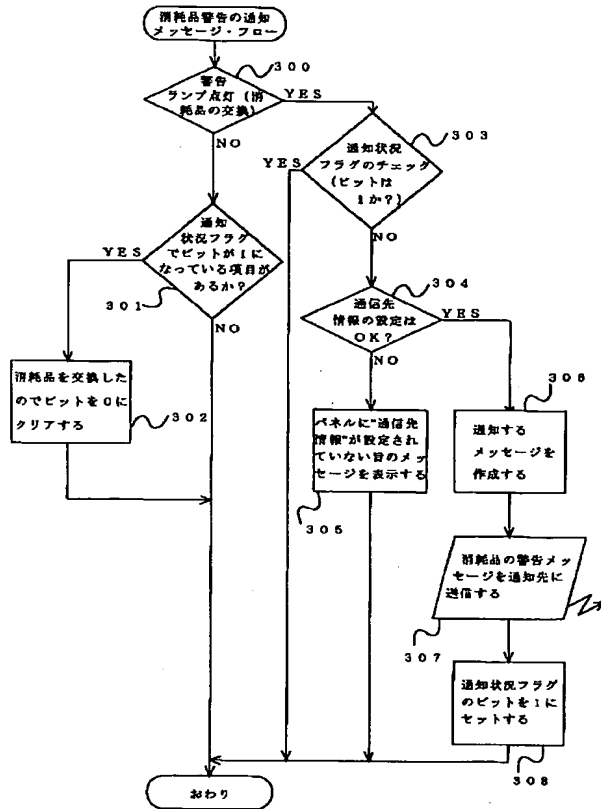 消耗品警告の通知
メッセージ・フロー
300
警告
ランプ点灯(消
耗品の交換)
YES
NO
303
通知状況
フラグのチェック
(ビットは
1か?)
YES
NO
通知
状況フラグ
でビットが1に
なっている項目が
あるか?
YES
301
NO
304
通信先
情報の設定は
OK?
YES
NO
消耗品を交換した
のでビットを0に
クリアする
302
パネルに"通信先
情報"が設定され
ていない旨のメッ
セージを表示する
305
306
通知する
メッセージを
作成する
消耗品の警告メッ
セージを通知先に
送信する
307
通知状況フラグ
のビットを1に
セットする
308
おわり